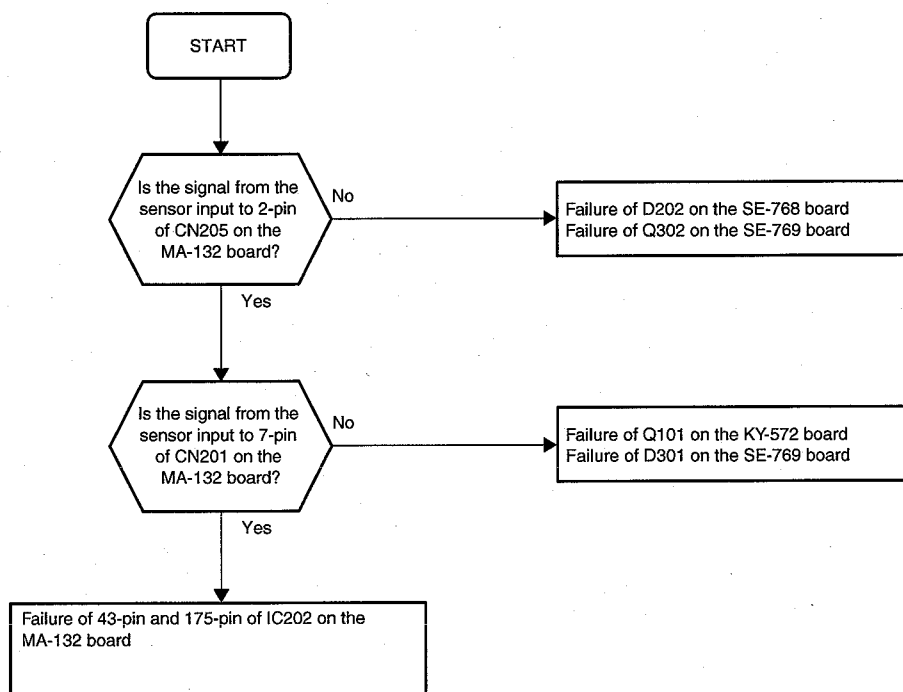 START
Is the signal from the
sensor input to 2-pin
of CN205 on the
MA-132 board?
No
Failure of D202 on the SE-768 board
Failure of Q302 on the SE-769 board
Yes
Is the signal from the
sensor input to 7-pin
of CN201 on the
MA-132 board?
No
Failure of Q101 on the KY-572 board
Failure of D301 on the SE-769 board
Yes
Failure of 43-pin and 175-pin of IC202 on the
MA-132 board